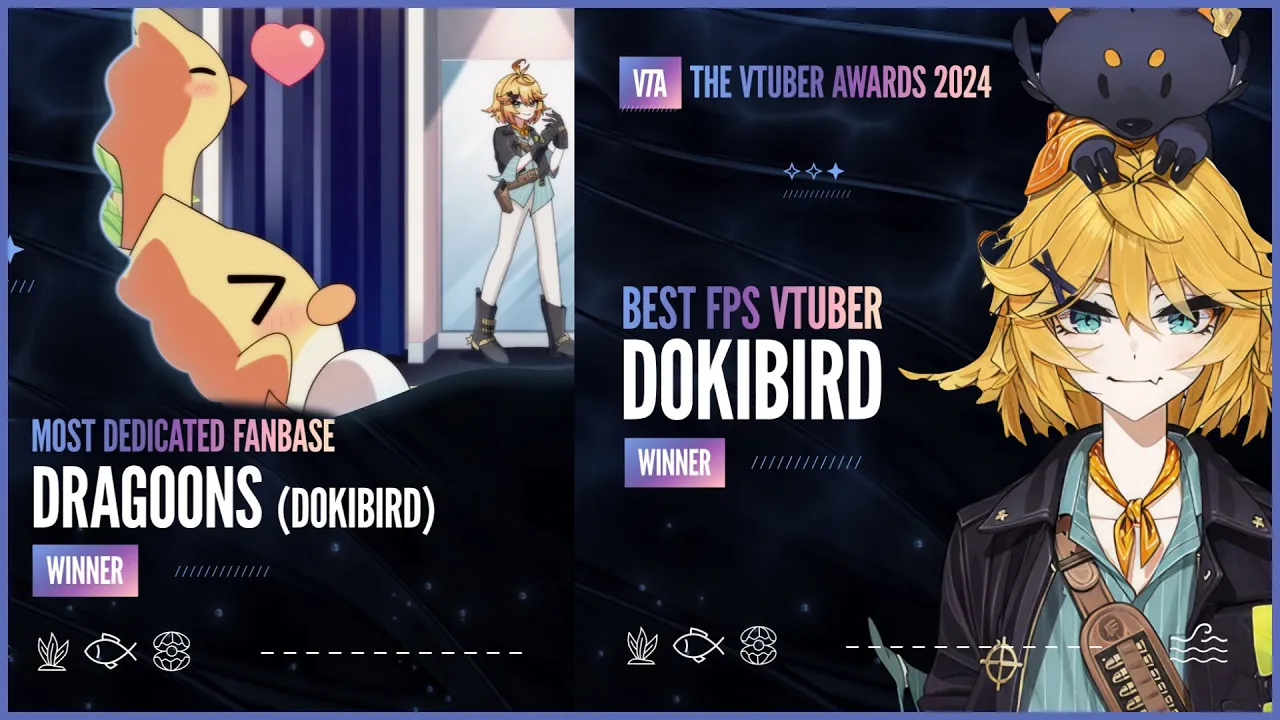 MOST DEDICATED FANBASE
DRAGOONS (DOKIBIRD)
WINNER
VTA THE VTUBER AWARDS 2024
BEST FPS VTUBER
DOKIBIRD
WINNER